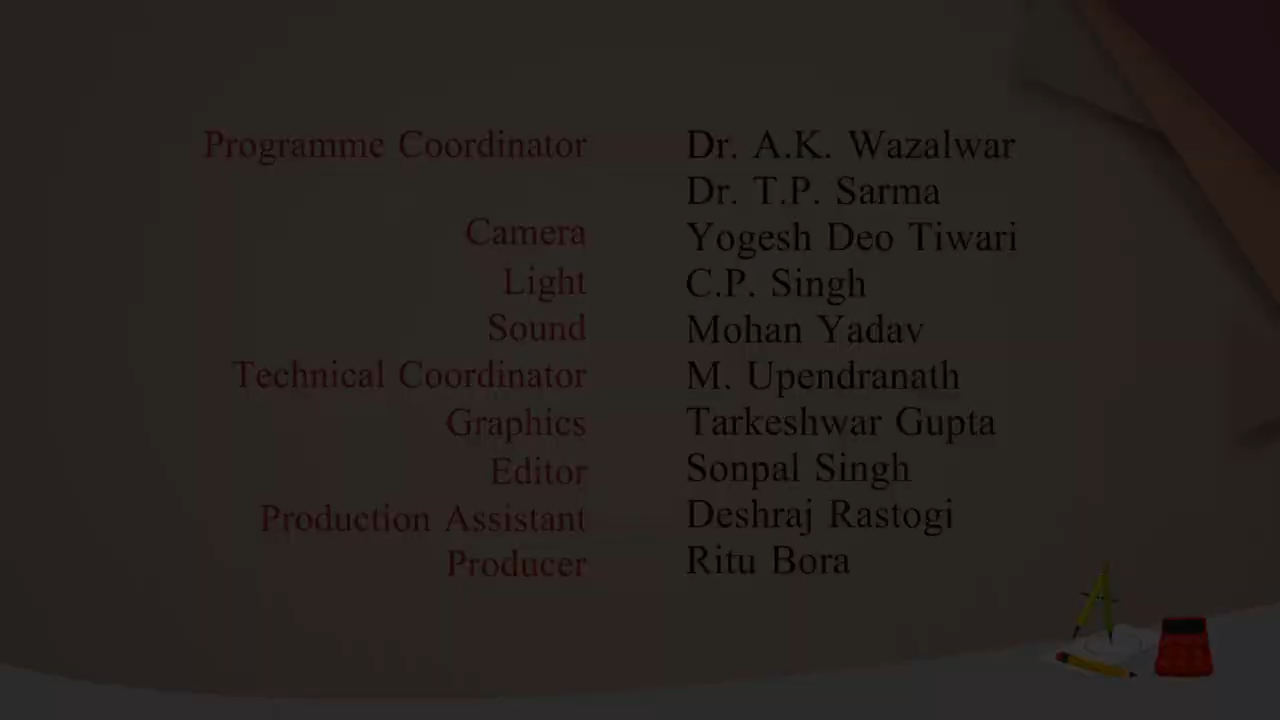 Programme Coordinator Dr. A.K. Wazalwar
Dr. T.P. Sarma
Camera Yogesh Deo Tiwari
Light C.P. Singh
Sound Mohan Yadav
Technical Coordinator M. Upendranath
Graphics Tarkeshwar Gupta
Editor Sonpal Singh
Production Assistant Deshraj Rastogi
Producer Ritu Bora